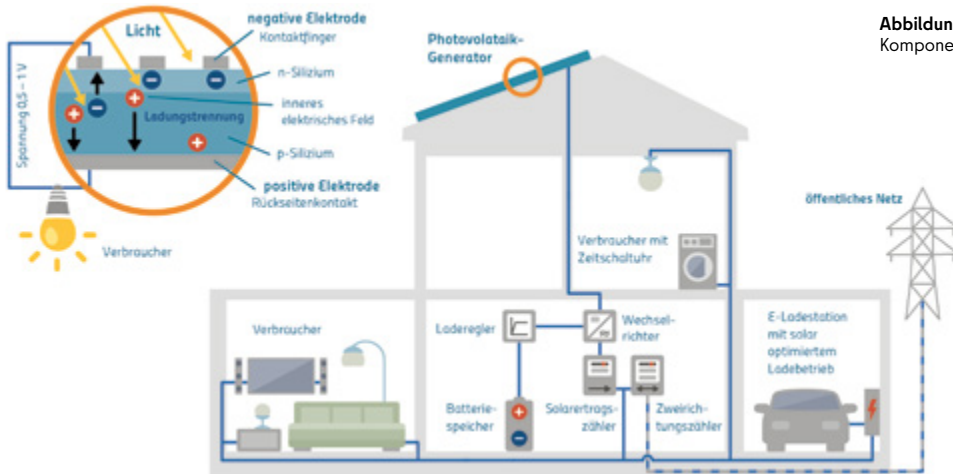 Licht
negative Elektrode
Kontaktfinger
n-Silizium
inneres
elektrisches Feld
Ladungstrennung
p-Silizium
positive Elektrode
Rückseitenkontakt
Spannung 0,5 – 1 V
Verbraucher
Photovolataik-
Generator
Abbildun
Kompone
öffentliches Netz
Verbraucher mit
Zeitschaltuhr
Verbraucher
Laderegler
Wechsel-
richter
E-Ladestation
mit solar
optimiertem
Ladebetrieb
Batterie-
speicher
Solarertrags-
zähler
Zweirich-
tungszähler